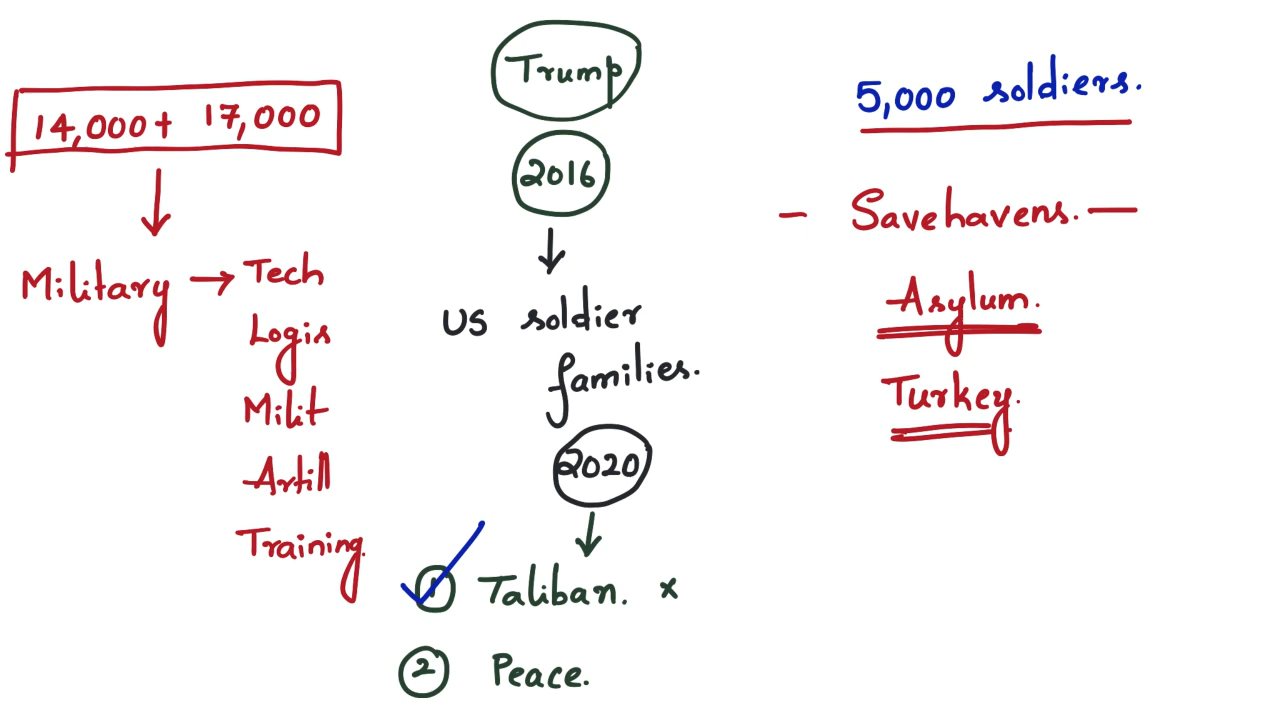 14,000+ 17,000
Military → Tech
Logis
Milit
Artill
Training.
Trump
2016
US soldier
families.
2020
1 Taliban. x
2 Peace.
5,000 soldiers.
- Savehavens. -
Asylum.
Turkey.